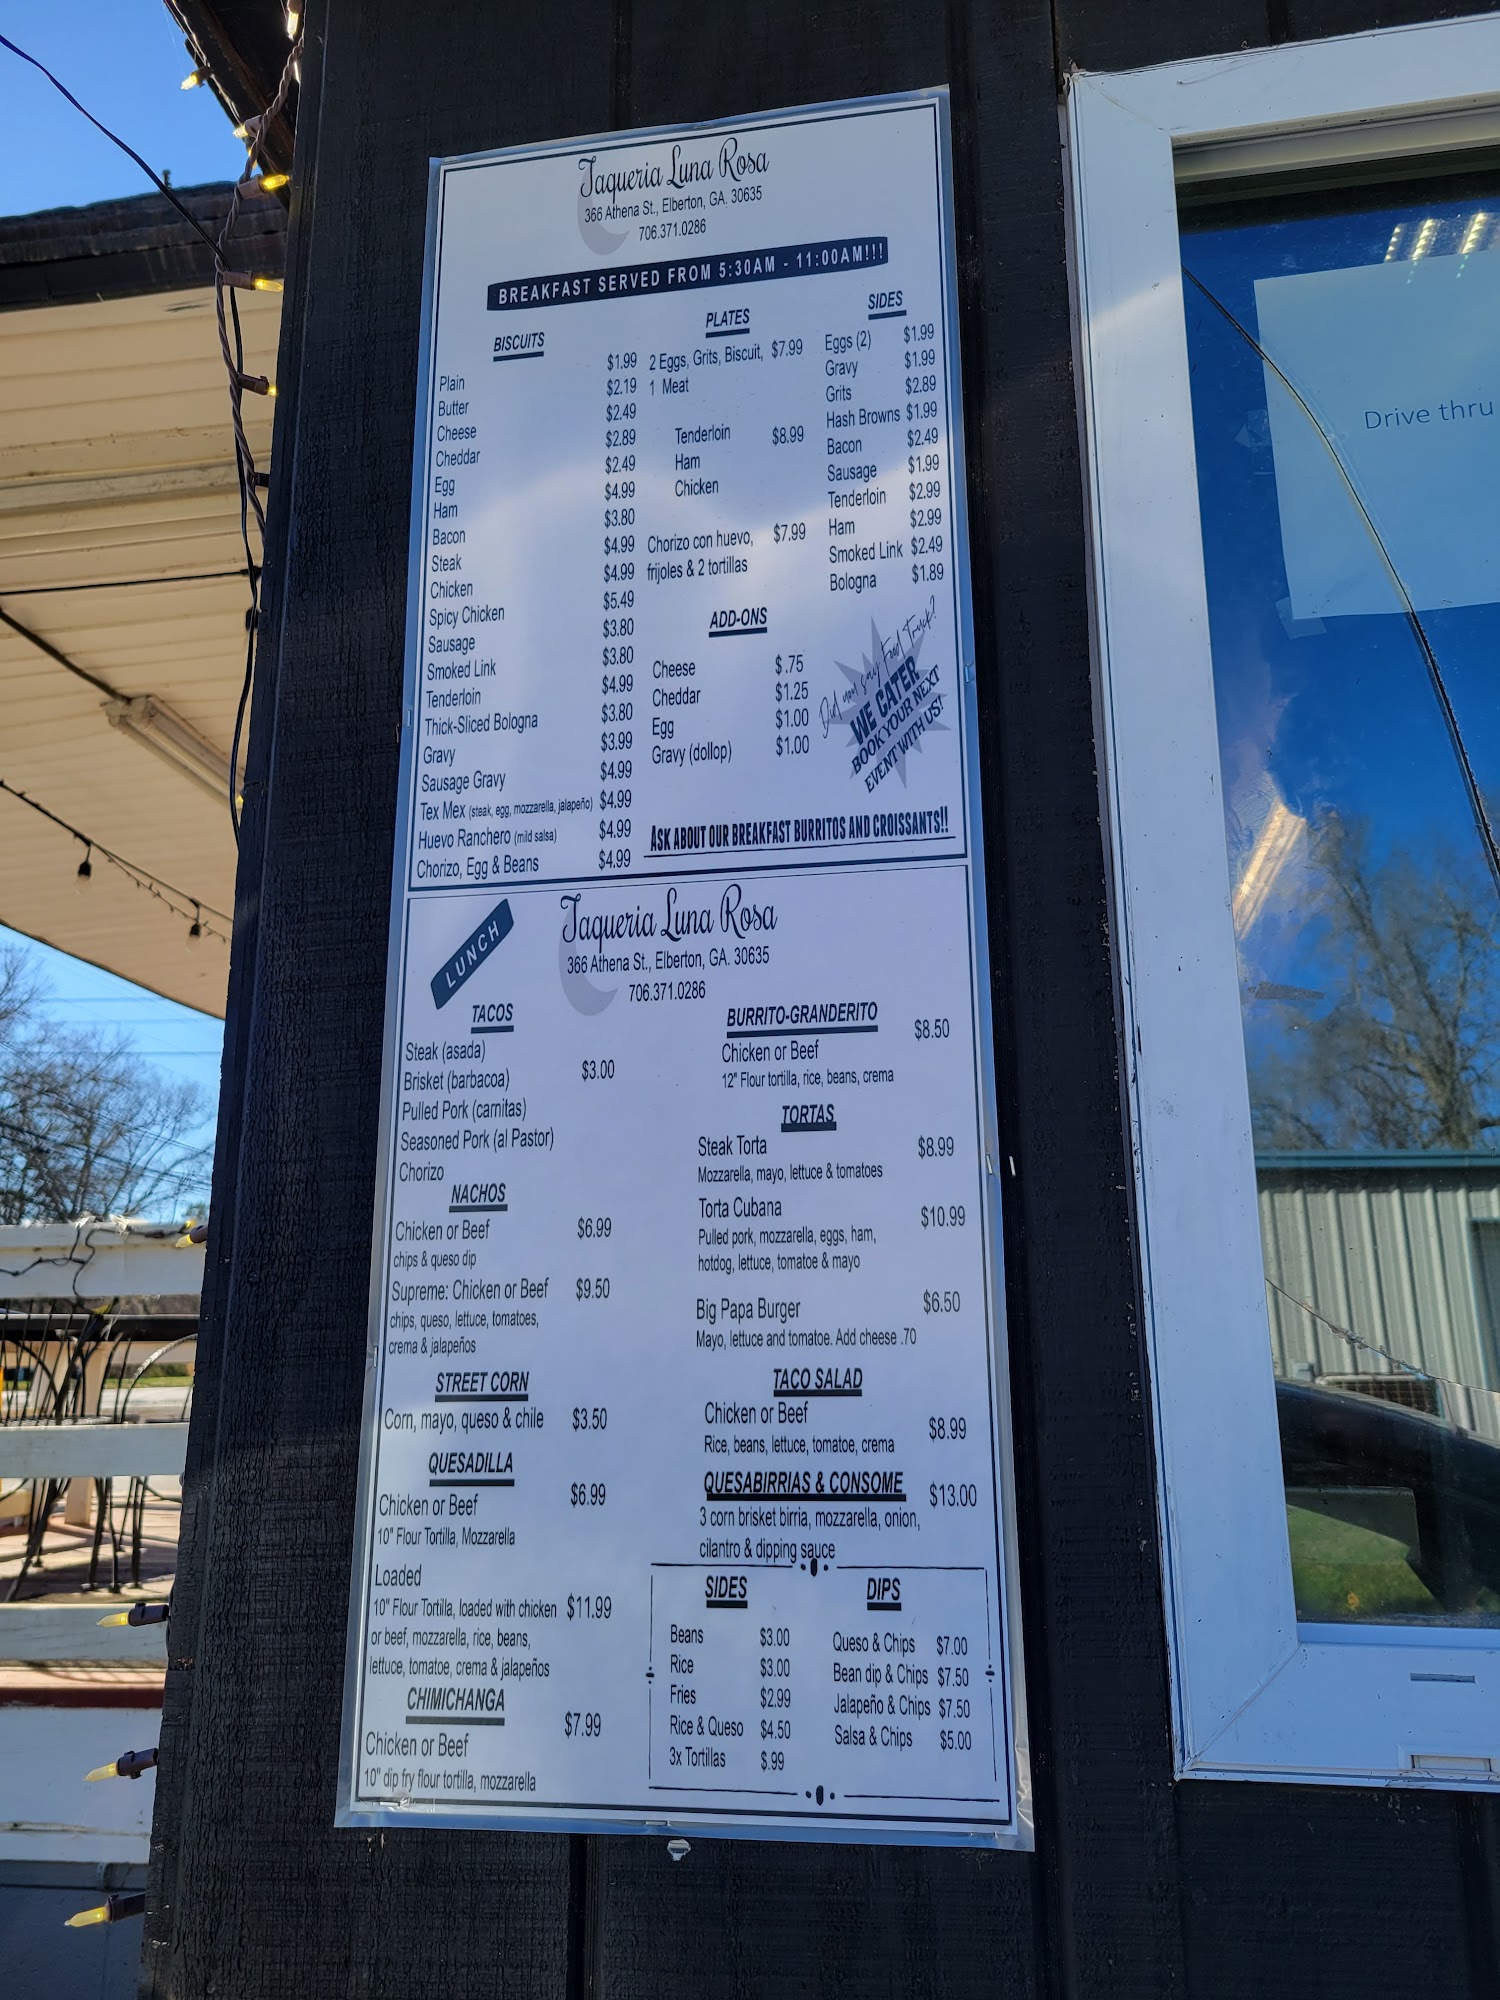 Taqueria Luna Rosa
366 Athena St., Elberton, GA. 30635
706.371.0286
BREAKFAST SERVED FROM 5:30AM - 11:00AM!!!
BISCUITS
Plain $1.99
Butter $2.19
Cheese $2.49
Cheddar $2.89
Egg $2.49
Ham $4.99
Bacon $3.80
Steak $4.99
Chicken $4.99
Spicy Chicken $5.49
Sausage $3.80
Smoked Link $3.80
Tenderloin $4.99
Thick-Sliced Bologna $3.80
Gravy $3.99
Sausage Gravy $4.99
Tex Mex (steak, egg, mozzarella, jalapeño) $4.99
Huevo Ranchero (mild salsa) $4.99
Chorizo, Egg & Beans $4.99
PLATES
2 Eggs, Grits, Biscuit, $7.99
1 Meat
Tenderloin $8.99
Ham
Chicken
Chorizo con huevo, $7.99
frijoles & 2 tortillas
ADD-ONS
Cheese $.75
Cheddar $1.25
Egg $1.00
Gravy (dollop) $1.00
SIDES
Eggs (2) $1.99
Gravy $1.99
Grits $2.89
Hash Browns $1.99
Bacon $2.49
Sausage $1.99
Tenderloin $2.99
Ham $2.99
Smoked Link $2.49
Bologna $1.89
Did you say Food Truck?
WE CATER
BOOK YOUR NEXT
EVENT WITH US!
ASK ABOUT OUR BREAKFAST BURRITOS AND CROISSANTS!!
LUNCH
Taqueria Luna Rosa
366 Athena St., Elberton, GA. 30635
706.371.0286
TACOS
Steak (asada)
Brisket (barbacoa) $3.00
Pulled Pork (carnitas)
Seasoned Pork (al Pastor)
Chorizo
NACHOS
Chicken or Beef $6.99
chips & queso dip
Supreme: Chicken or Beef $9.50
chips, queso, lettuce, tomatoes,
crema & jalapeños
STREET CORN
Corn, mayo, queso & chile $3.50
QUESADILLA
Chicken or Beef $6.99
10" Flour Tortilla, Mozzarella
Loaded
10" Flour Tortilla, loaded with chicken $11.99
or beef, mozzarella, rice, beans,
lettuce, tomatoe, crema & jalapeños
CHIMICHANGA
Chicken or Beef $7.99
10" dip fry flour tortilla, mozzarella
BURRITO-GRANDERITO
Chicken or Beef $8.50
12" Flour tortilla, rice, beans, crema
TORTAS
Steak Torta $8.99
Mozzarella, mayo, lettuce & tomatoes
Torta Cubana $10.99
Pulled pork, mozzarella, eggs, ham,
hotdog, lettuce, tomatoe & mayo
Big Papa Burger $6.50
Mayo, lettuce and tomatoe. Add cheese .70
TACO SALAD
Chicken or Beef $8.99
Rice, beans, lettuce, tomatoe, crema
QUESABIRRIAS & CONSOME $13.00
3 corn brisket birria, mozzarella, onion,
cilantro & dipping sauce
SIDES
Beans $3.00
Rice $3.00
Fries $2.99
Rice & Queso $4.50
3x Tortillas $.99
DIPS
Queso & Chips $7.00
Bean dip & Chips $7.50
Jalapeño & Chips $7.50
Salsa & Chips $5.00
Drive thru